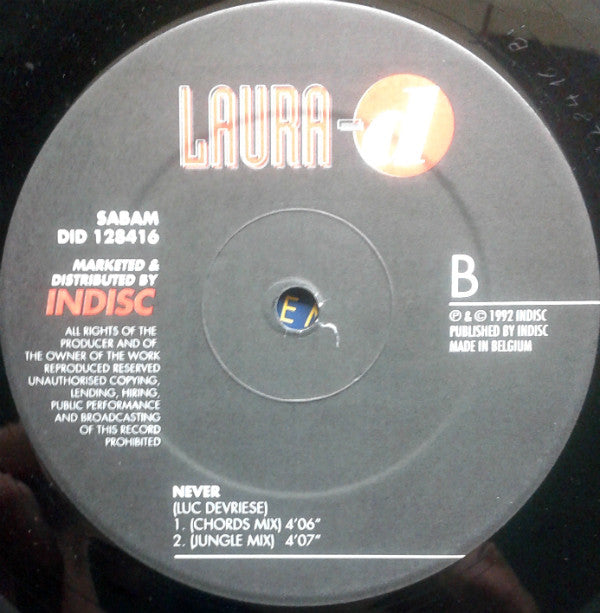 LAURA-d
SABAM
DID 128416
MARKETED &
DISTRIBUTED BY
INDISC
ALL RIGHTS OF THE
PRODUCER AND OF
THE OWNER OF THE WORK
REPRODUCED RESERVED
UNAUTHORISED COPYING,
LENDING, HIRING,
PUBLIC PERFORMANCE
AND BROADCASTING
OF THIS RECORD
PROHIBITED
B
℗ & © 1992 INDISC
PUBLISHED BY INDISC
MADE IN BELGIUM
NEVER
(LUC DEVRIESE)
1. (CHORDS MIX) 4'06"
2. (JUNGLE MIX) 4'07"